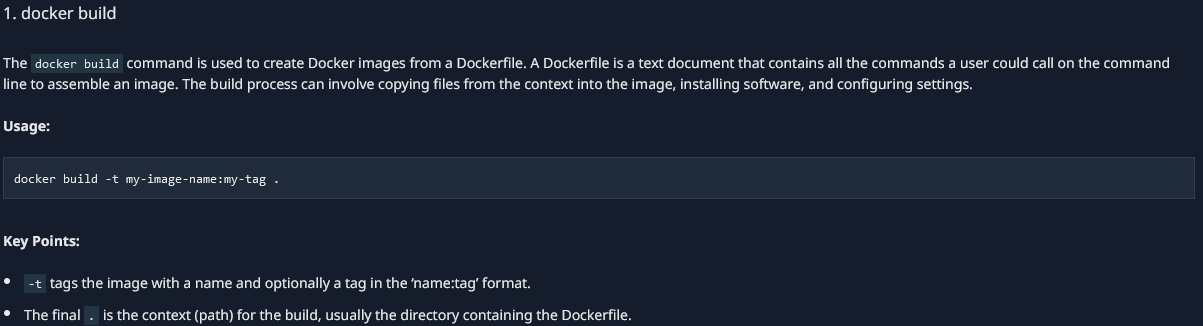 1. docker build
The docker build command is used to create Docker images from a Dockerfile. A Dockerfile is a text document that contains all the commands a user could call on the command
line to assemble an image. The build process can involve copying files from the context into the image, installing software, and configuring settings.
Usage:
docker build -t my-image-name:my-tag .
Key Points:
• -t tags the image with a name and optionally a tag in the ‘name:tag’ format.
• The final . is the context (path) for the build, usually the directory containing the Dockerfile.